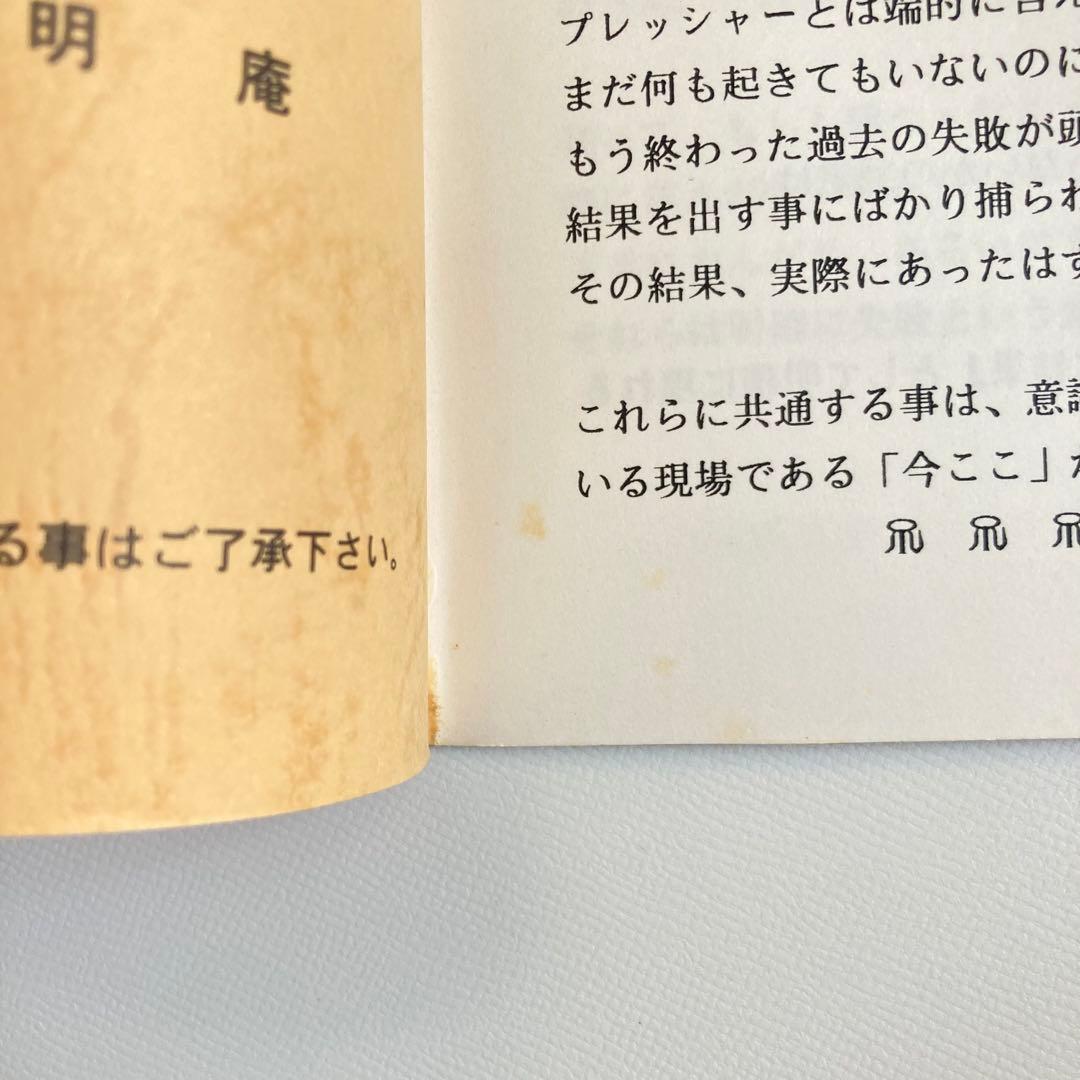 明
庵
る事はご了承下さい。
プレッシャーとは端的に言
まだ何も起きてもいないのに
もう終わった過去の失敗が頭
結果を出す事にばかり捕られ
その結果、実際にあったはず
これらに共通する事は、意識
いる現場である「今ここ」が